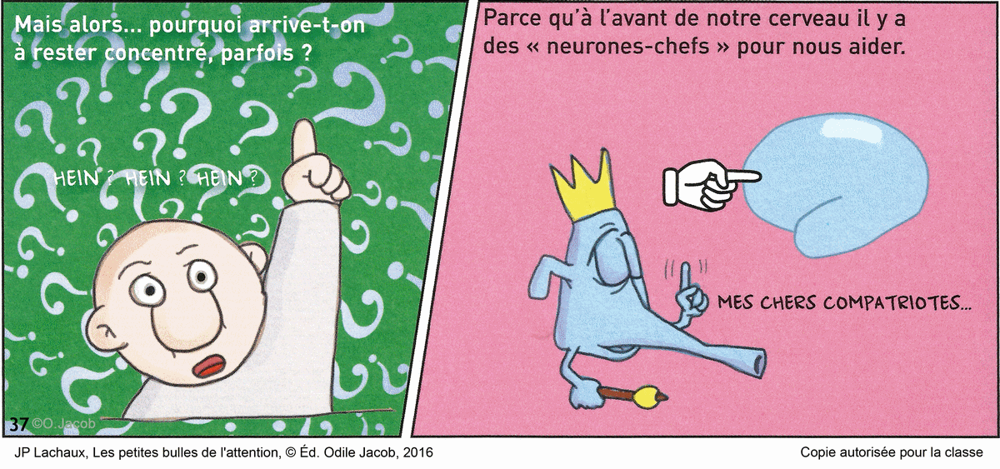 Mais alors... pourquoi arrive-t-on
à rester concentré, parfois ?
HEIN ? HEIN ? HEIN ?
37 ©O.Jacob
Parce qu'à l'avant de notre cerveau il y a
des « neurones-chefs » pour nous aider.
MES CHERS COMPATRIOTES...
JP Lachaux, Les petites bulles de l'attention, © Éd. Odile Jacob, 2016
Copie autorisée pour la classe